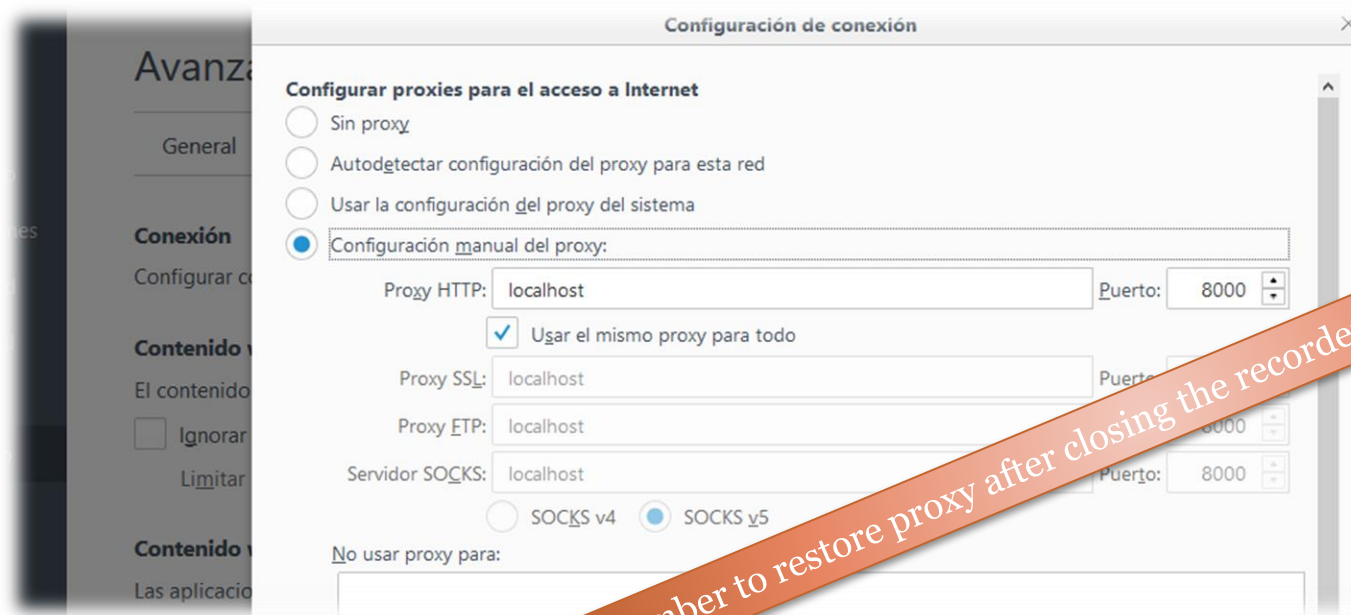 Configuración de conexión
Avanza
Configurar proxies para el acceso a Internet
Sin proxy
General
Autodetectar configuración del proxy para esta red
Usar la configuración del proxy del sistema
Conexión
Configuración manual del proxy:
Configurar
Proxy HTTP: localhost Puerto: 8000
Usar el mismo proxy para todo
Contenido
Proxy SSL: localhost
El contenido
Proxy FTP: localhost 8000
Ignorar
Limitar
Servidor SOCKS: localhost Puerto: 8000
SOCKS v4 SOCKS v5
Contenido
No usar proxy para:
Las
to restore proxy after closing the